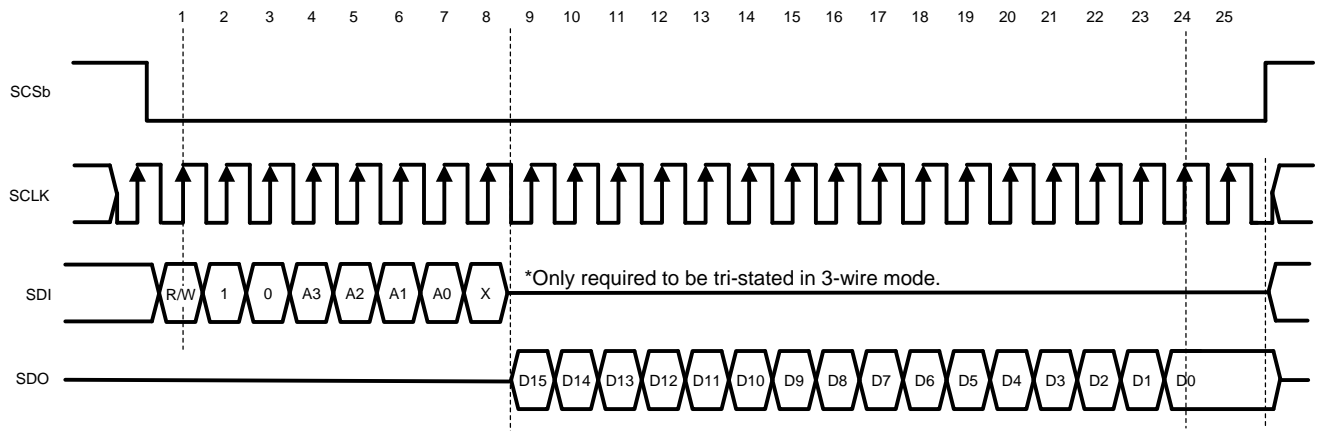 1 2 3 4 5 6 7 8 9 10 11 12 13 14 15 16 17 18 19 20 21 22 23 24 25
SCSb
SCLK
*Only required to be tri-stated in 3-wire mode.
SDI R/W 1 0 A3 A2 A1 A0 X
SDO D15 D14 D13 D12 D11 D10 D9 D8 D7 D6 D5 D4 D3 D2 D1 D0